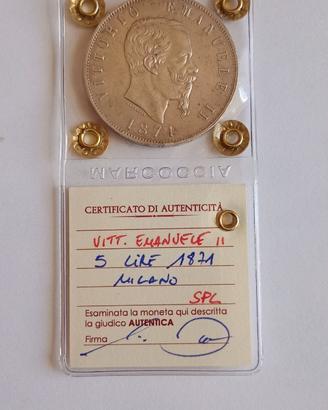 VITTORIO EMANUELE II
1871
MARCOCCIA
CERTIFICATO DI AUTENTICITÀ
VITT. EMANUELE II
5 LIRE 1871
MILANO
SPL
Esaminata la moneta qui descritta
la giudico AUTENTICA
Firma